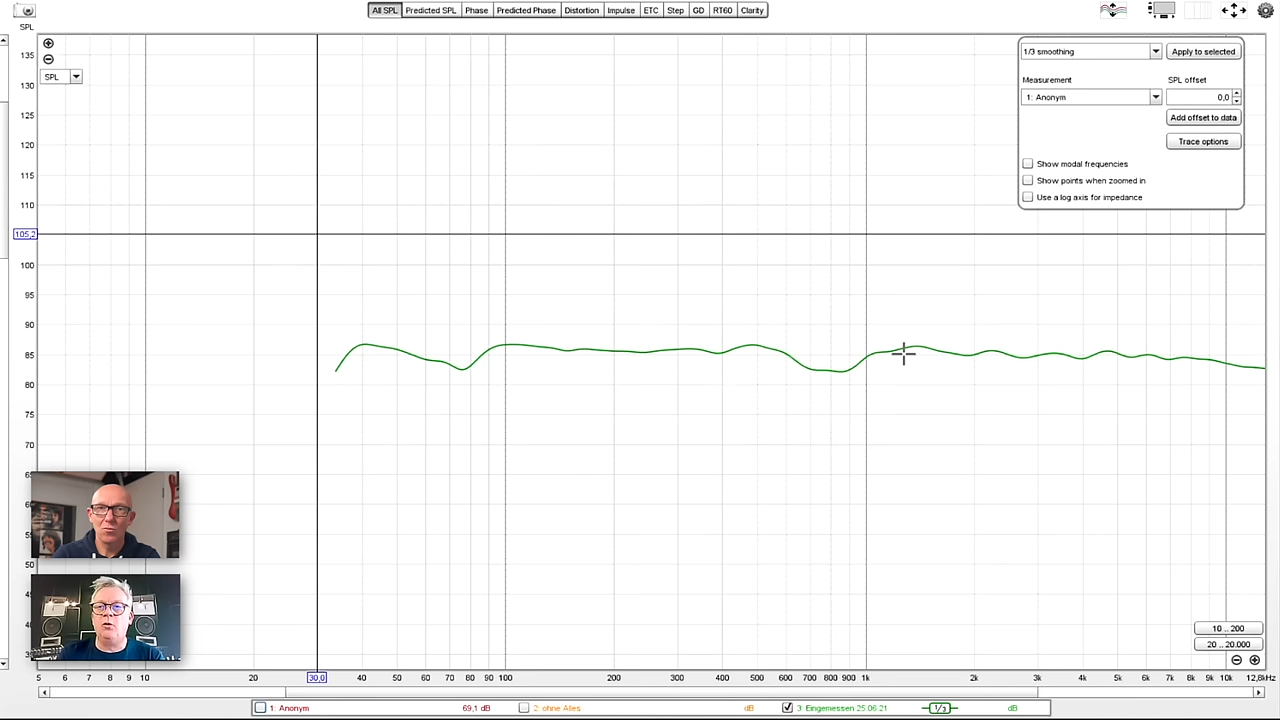 All SPL Predicted SPL Phase Predicted Phase Distortion Impulse ETC Step GD RT60 Clarity
SPL
1/3 smoothing Apply to selected
Measurement SPL offset
1: Anonym 0,0
Add offset to data
Trace options
Show modal frequencies
Show points when zoomed in
Use a log axis for impedance
SPL
135
130
125
120
115
110
105,2
100
95
90
85
80
75
70
50
10 .. 200
20 .. 20.000
5 6 7 8 9 10 20 30,0 40 50 60 70 80 90 100 200 300 400 500 600 700 800 900 1k 2k 3k 4k 5k 6k 7k 8k 9k 10k 12,8kHz
1: Anonym 69,1 dB 2: ohne Alles dB 3: Eingemessen 25.06.21 1/3 dB